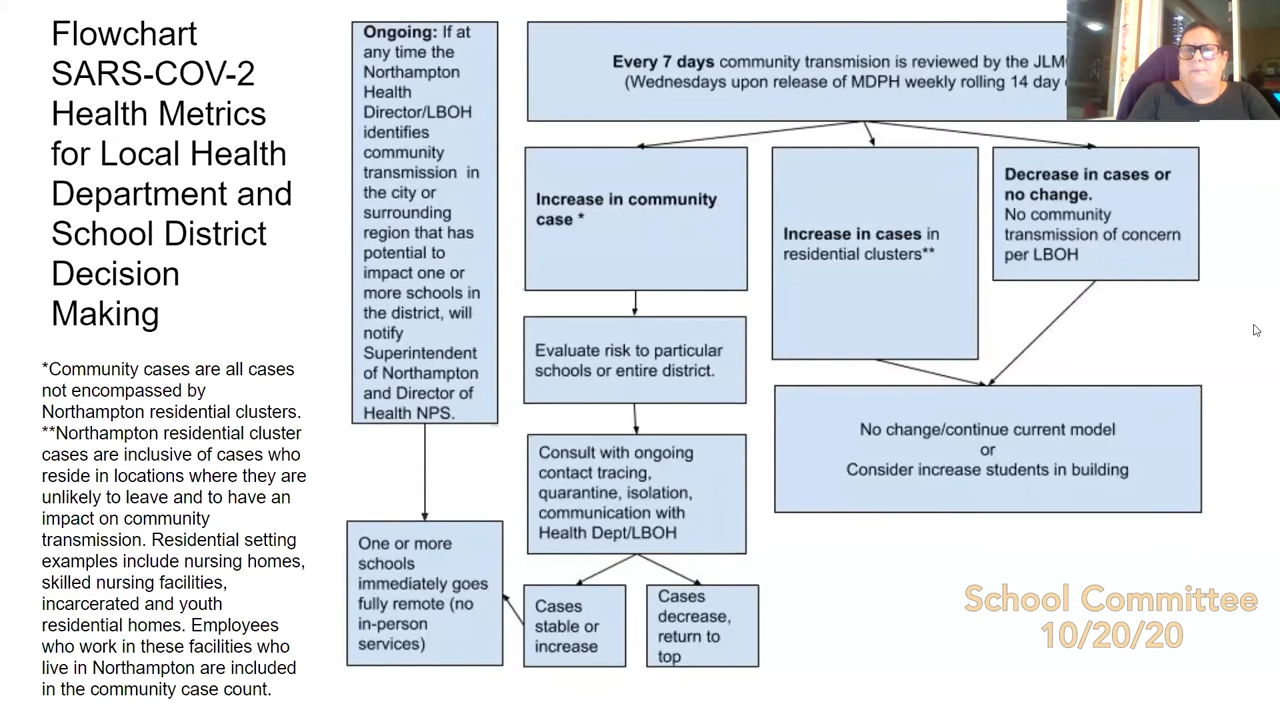 Flowchart
SARS-COV-2
Health Metrics
for Local Health
Department and
School District
Decision
Making
*Community cases are all cases
not encompassed by
Northampton residential clusters.
**Northampton residential cluster
cases are inclusive of cases who
reside in locations where they are
unlikely to leave and to have an
impact on community
transmission. Residential setting
examples include nursing homes,
skilled nursing facilities,
incarcerated and youth
residential homes. Employees
who work in these facilities who
live in Northampton are included
in the community case count.
Ongoing: If at
any time the
Northampton
Health
Director/LBOH
identifies
community
transmission in
the city or
surrounding
region that has
potential to
impact one or
more schools in
the district, will
notify
Superintendent
of Northampton
and Director of
Health NPS.
One or more
schools
immediately goes
fully remote (no
in-person
services)
Every 7 days community transmision is reviewed by the
(Wednesdays upon release of MDPH weekly rolling 14 day
Increase in community
case *
Evaluate risk to particular
schools or entire district.
Consult with ongoing
contact tracing,
quarantine, isolation,
communication with
Health Dept/LBOH
Cases
stable or
increase
Cases
decrease,
return to
top
Increase in cases in
residential clusters**
Decrease in cases or
no change.
No community
transmission of concern
per LBOH
No change/continue current model
or
Consider increase students in building
School Committee
10/20/20